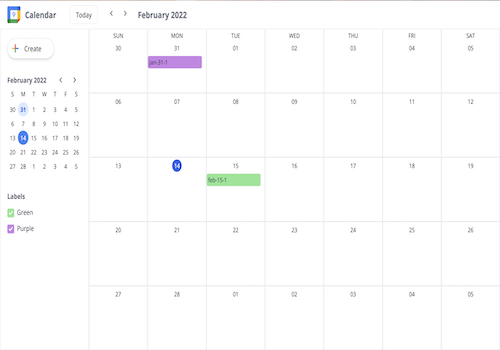 Calendar
Today
February 2022
Create
February 2022
S M T W T F S
30 31 1 2 3 4 5
6 7 8 9 10 11 12
13 14 15 16 17 18 19
20 21 22 23 24 25 26
27 28 1 2 3 4 5
Labels
Green
Purple
SUN MON TUE WED THU FRI SAT
30 31 01 02 03 04 05
jan-31-1
06 07 08 09 10 11 12
13 14 15 16 17 18 19
feb-15-1
20 21 22 23 24 25 26
27 28 01 02 03 04 05